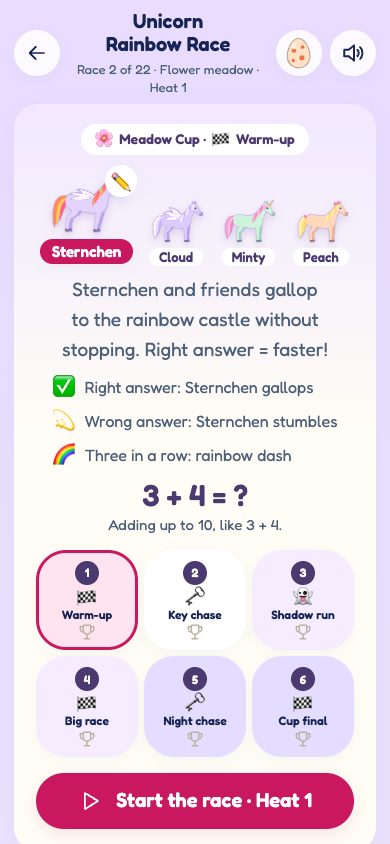 Unicorn
Rainbow Race
Race 2 of 22 · Flower meadow ·
Heat 1
Meadow Cup · Warm-up
Sternchen
Cloud
Minty
Peach
Sternchen and friends gallop
to the rainbow castle without
stopping. Right answer = faster!
Right answer: Sternchen gallops
Wrong answer: Sternchen stumbles
Three in a row: rainbow dash
3 + 4 = ?
Adding up to 10, like 3 + 4.
1
Warm-up
2
Key chase
3
Shadow run
4
Big race
5
Night chase
6
Cup final
Start the race · Heat 1